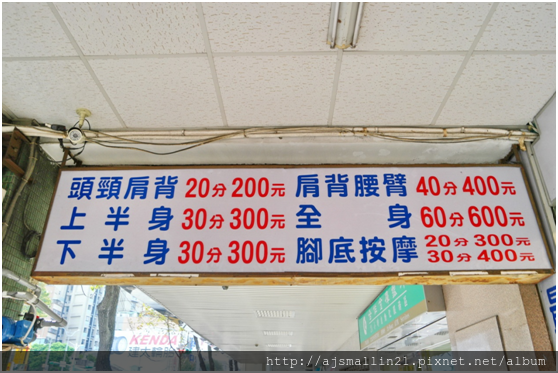 頭頸肩背 20分200元
上半身 30分300元
下半身 30分300元
肩背腰臂 40分400元
全身 60分600元
腳底按摩 20分300元
30分400元
KENDA
http://ajsmallin21.pixnet.net/album